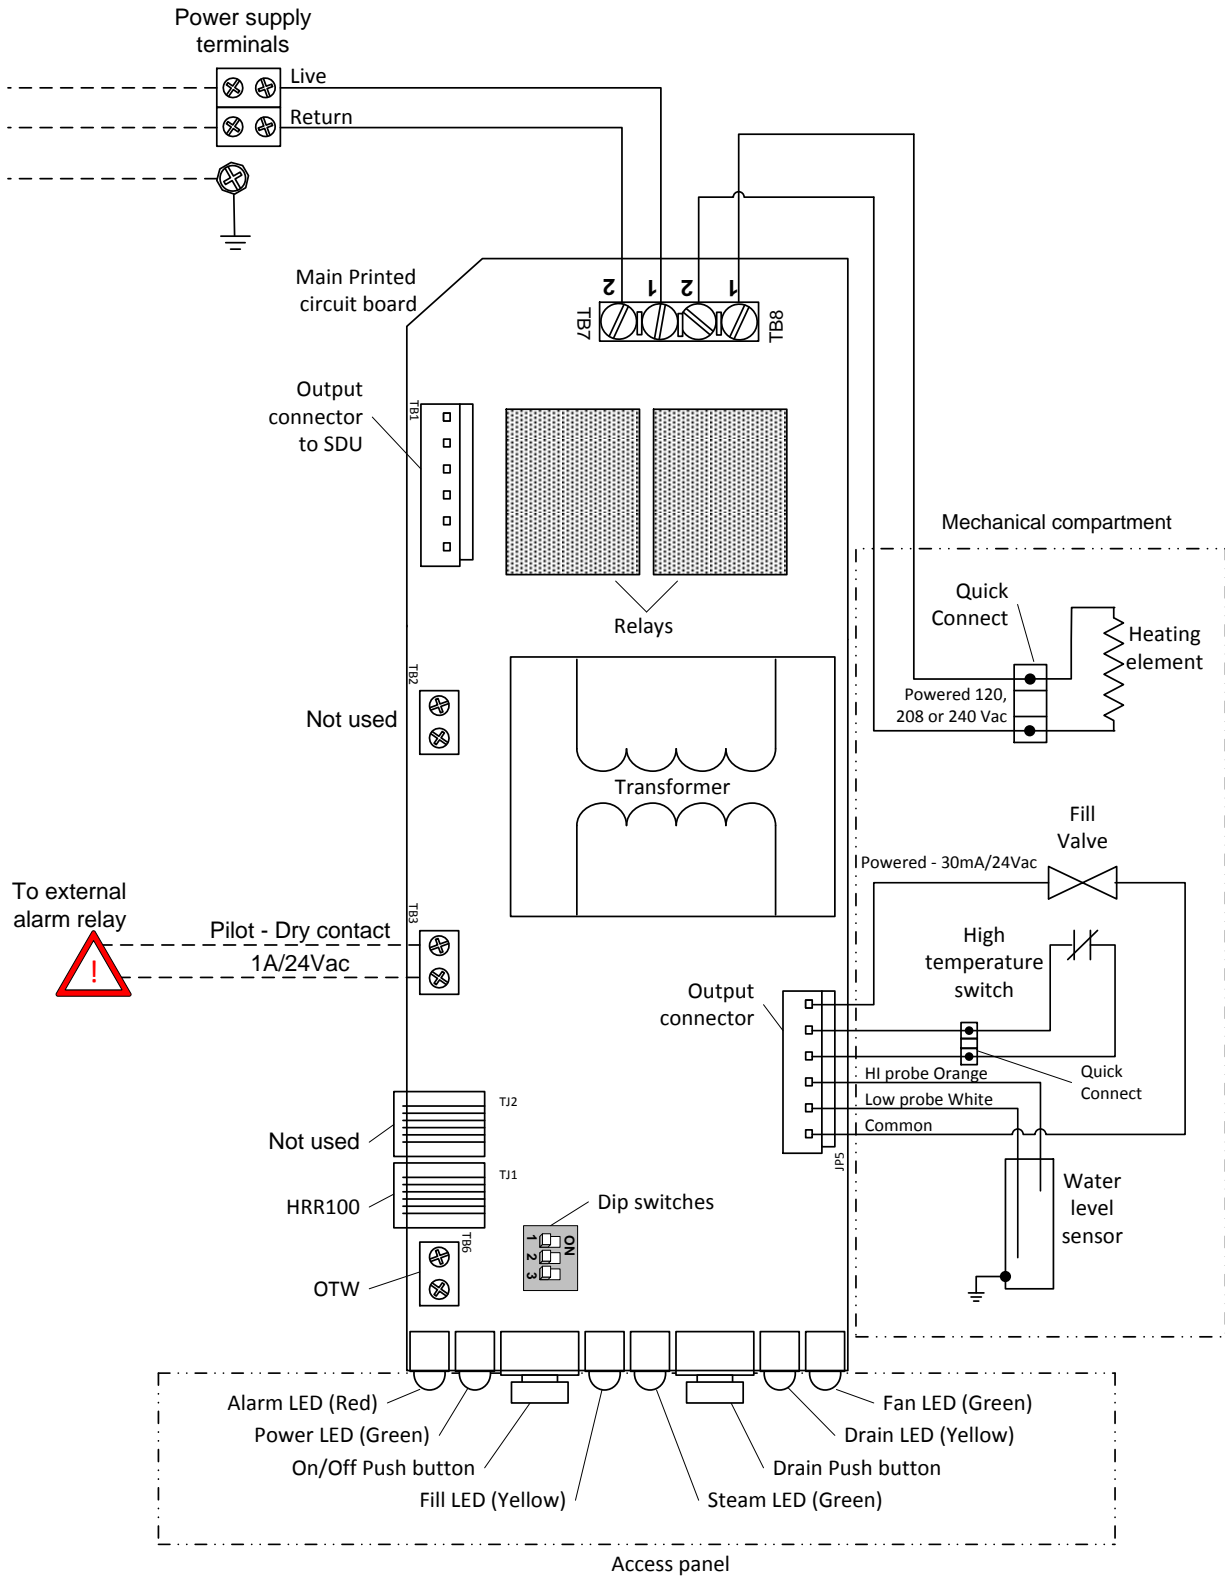 Power supply
terminals
Live
Return
Main Printed
circuit board
2 1 2 1
TB7
TB8
Output
connector
to SDU
TB1
Relays
Mechanical compartment
Quick
Connect
Heating
element
Powered 120,
208 or 240 Vac
TB2
Not used
Transformer
Fill
Valve
Powered - 30mA/24Vac
To external
alarm relay
!
Pilot - Dry contact
1A/24Vac
TB3
High
temperature
switch
Output
connector
Quick
Connect
HI probe Orange
Low probe White
Common
JP5
Not used
TJ2
HRR100
TJ1
Dip switches
ON
1
2
3
Water
level
sensor
TB6
OTW
Alarm LED (Red)
Power LED (Green)
On/Off Push button
Fill LED (Yellow)
Fan LED (Green)
Drain LED (Yellow)
Drain Push button
Steam LED (Green)
Access panel